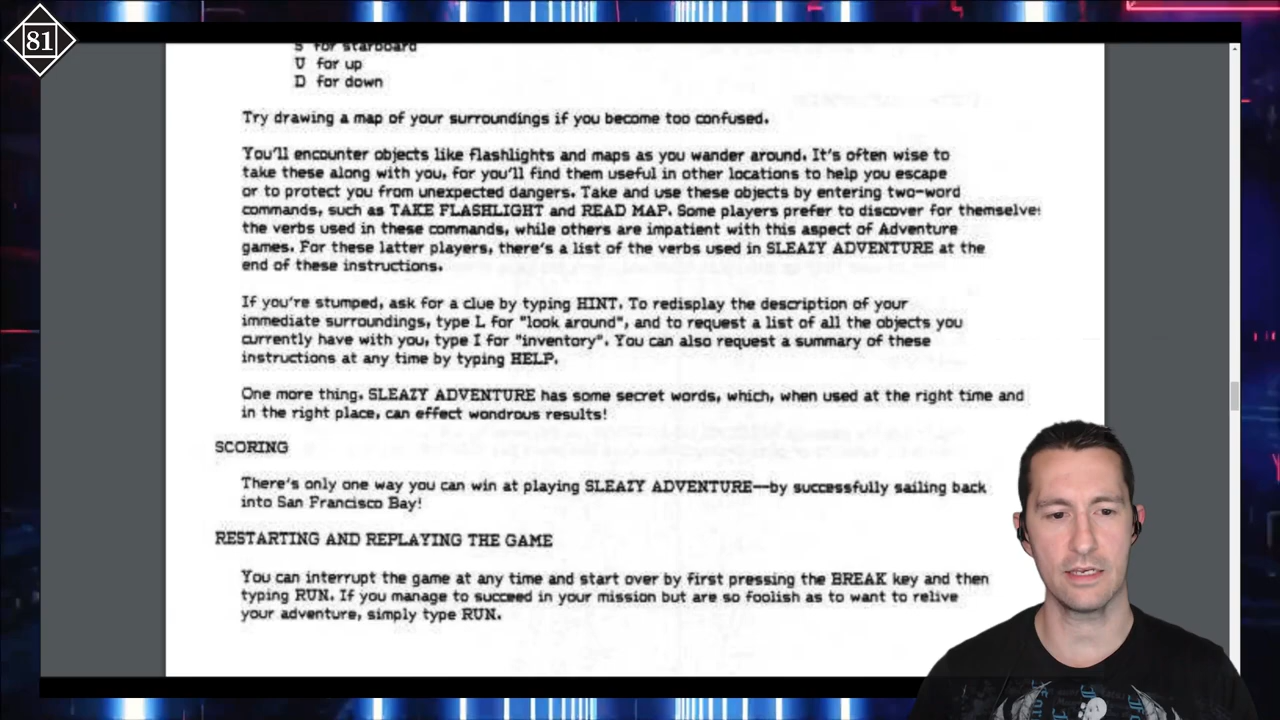 81
S for starboard
U for up
D for down
Try drawing a map of your surroundings if you become too confused.
You'll encounter objects like flashlights and maps as you wander around. It's often wise to
take these along with you, for you'll find them useful in other locations to help you escape
or to protect you from unexpected dangers. Take and use these objects by entering two-word
commands, such as TAKE FLASHLIGHT and READ MAP. Some players prefer to discover for themselves
the verbs used in these commands, while others are impatient with this aspect of Adventure
games. For these latter players, there's a list of the verbs used in SLEAZY ADVENTURE at the
end of these instructions.
If you're stumped, ask for a clue by typing HINT. To redisplay the description of your
immediate surroundings, type L for "look around", and to request a list of all the objects you
currently have with you, type I for "inventory". You can also request a summary of these
instructions at any time by typing HELP.
One more thing. SLEAZY ADVENTURE has some secret words, which, when used at the right time and
in the right place, can effect wondrous results!
SCORING
There's only one way you can win at playing SLEAZY ADVENTURE—by successfully sailing back
into San Francisco Bay!
RESTARTING AND REPLAYING THE GAME
You can interrupt the game at any time and start over by first pressing the BREAK key and then
typing RUN. If you manage to succeed in your mission but are so foolish as to want to relive
your adventure, simply type RUN.